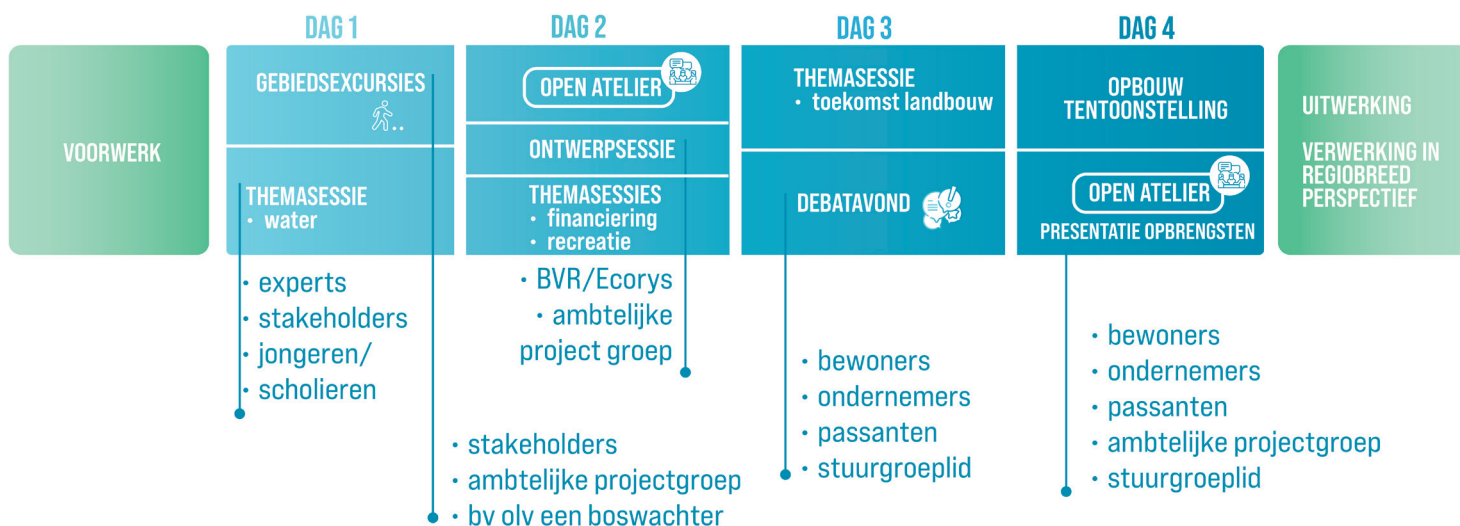 VOORWERK
DAG 1
GEBIEDSEXCURSIES
THEMASESSIE
• water
• experts
• stakeholders
• jongeren/
• scholieren
• stakeholders
• ambtelijke projectgroep
• bv olv een boswachter
DAG 2
OPEN ATELIER
ONTWERPSESSIE
THEMASESSIES
• financiering
• recreatie
• BVR/Ecorys
• ambtelijke
project groep
DAG 3
THEMASESSIE
• toekomst landbouw
DEBATAVOND
• bewoners
• ondernemers
• passanten
• stuurgroeplid
DAG 4
OPBOUW
TENTOONSTELLING
OPEN ATELIER
PRESENTATIE OPBRENGSTEN
• bewoners
• ondernemers
• passanten
• ambtelijke projectgroep
• stuurgroeplid
UITWERKING
VERWERKING IN
REGIOBREED
PERSPECTIEF